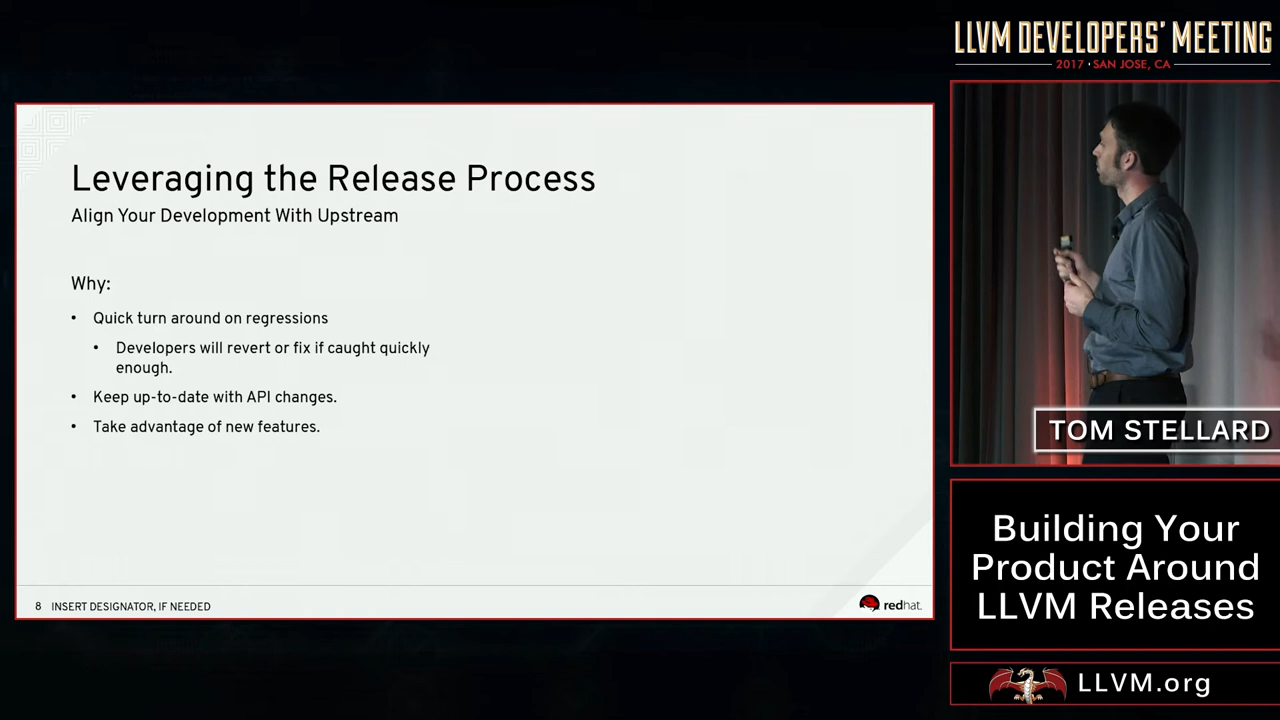 LLVM DEVELOPERS' MEETING
2017 • SAN JOSE, CA
Leveraging the Release Process
Align Your Development With Upstream
Why:
• Quick turn around on regressions
• Developers will revert or fix if caught quickly
enough.
• Keep up-to-date with API changes.
• Take advantage of new features.
8 INSERT DESIGNATOR, IF NEEDED
redhat.
TOM STELLARD
Building Your
Product Around
LLVM Releases
LLVM.org